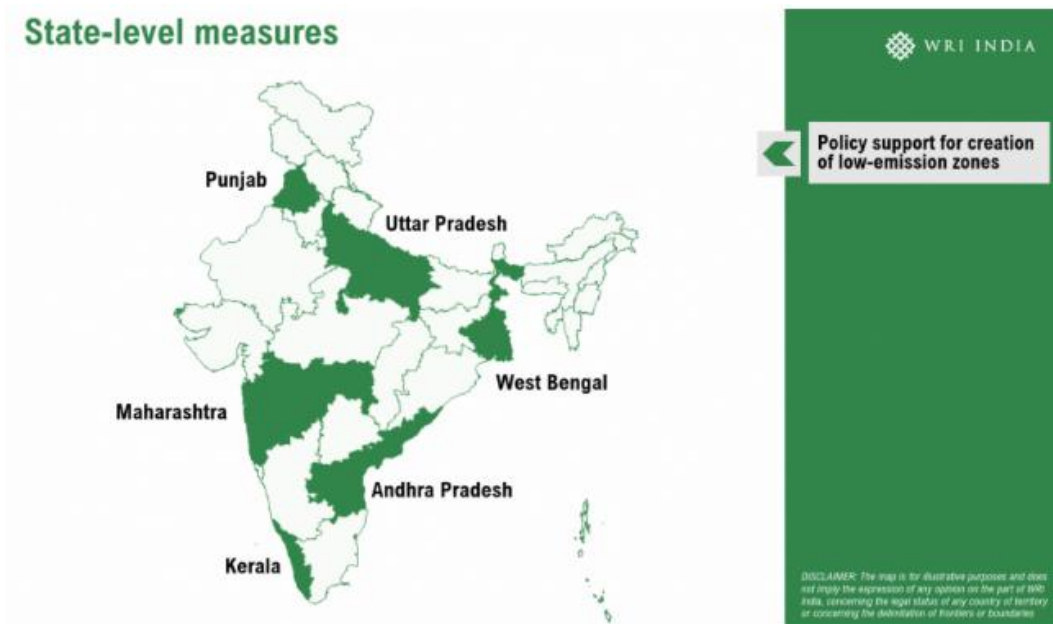 State-level measures
WRI INDIA
Policy support for creation
of low-emission zones
Punjab
Uttar Pradesh
West Bengal
Maharashtra
Andhra Pradesh
Kerala
DISCLAIMER: The map is for illustrative purposes and does
not imply the expression of any opinion on the part of WRI
India, concerning the legal status of any country of territory
or concerning the delimitation of frontiers or boundaries